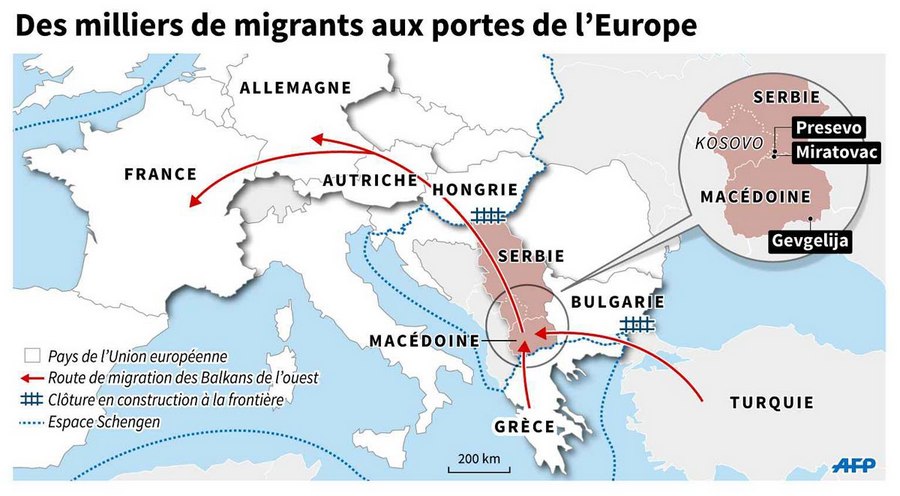 Des milliers de migrants aux portes de l'Europe
ALLEMAGNE
SERBIE
Presevo
KOSOVO
Miratovac
FRANCE
AUTRICHE
HONGRIE
MACÉDOINE
Gevgelija
SERBIE
BULGARIE
MACÉDOINE
Pays de l'Union européenne
Route de migration des Balkans de l'ouest
Clôture en construction à la frontière
Espace Schengen
TURQUIE
GRÈCE
200 km
AFP